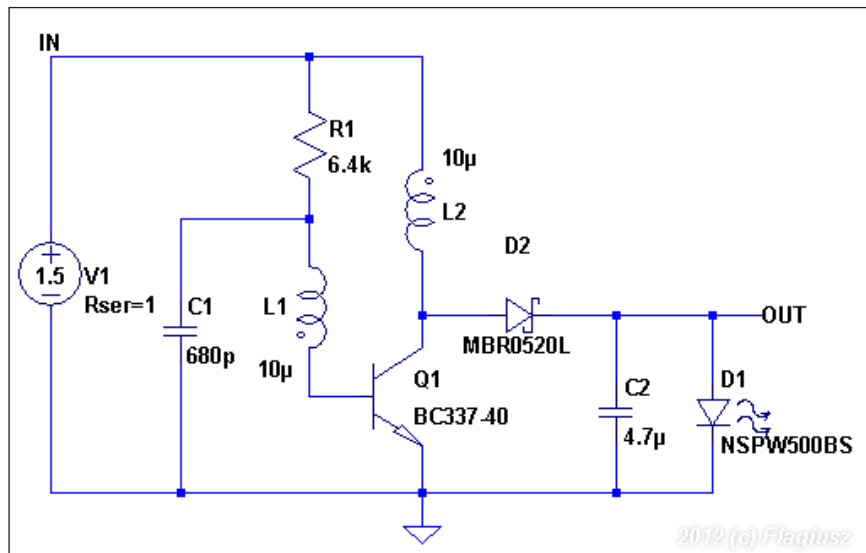 IN
R1
6.4k
10µ
L2
D2
1.5
V1
Rser=1
C1
680p
L1
10µ
MBR0520L
OUT
Q1
BC337-40
C2
4.7µ
D1
NSPW500BS
2012 (c) Flagiusz